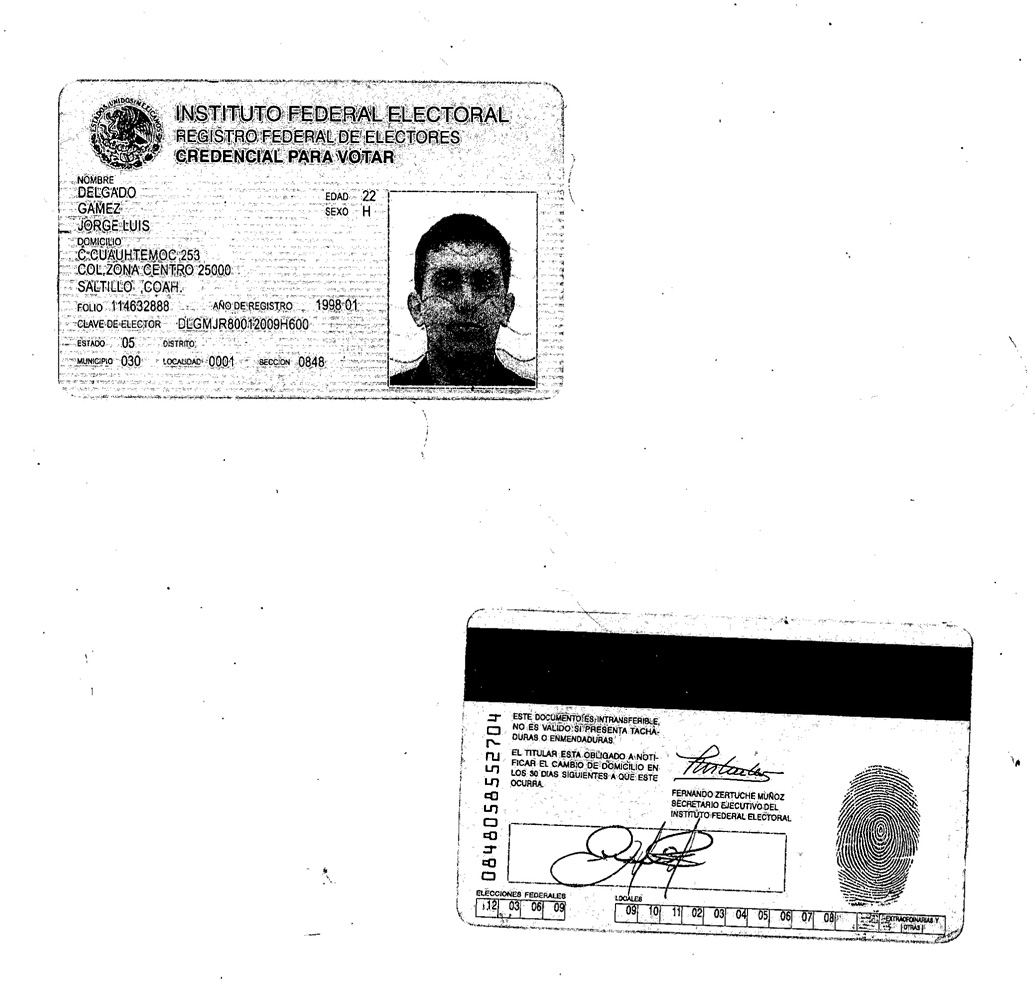 ESTADOS UNIDOS MEXICANOS
INSTITUTO FEDERAL ELECTORAL
REGISTRO FEDERAL DE ELECTORES
CREDENCIAL PARA VOTAR
NOMBRE
DELGADO
GAMEZ
JORGE LUIS
EDAD 22
SEXO H
DOMICILIO
C CUAUHTEMOC 253
COL ZONA CENTRO 25000
SALTILLO ,COAH.
FOLIO 114632888 AÑO DE REGISTRO 1998 01
CLAVE DE ELECTOR DLGMJR80012009H600
ESTADO 05 DISTRITO
MUNICIPIO 030 LOCALIDAD 0001 SECCION 0848
ESTE DOCUMENTO ES INTRANSFERIBLE,
NO ES VALIDO SI PRESENTA TACHA-
DURAS O ENMENDADURAS.
EL TITULAR ESTA OBLIGADO A NOTI-
FICAR EL CAMBIO DE DOMICILIO EN
LOS 30 DIAS SIGUIENTES A QUE ESTE
OCURRA.
FERNANDO ZERTUCHE MUÑOZ
SECRETARIO EJECUTIVO DEL
INSTITUTO FEDERAL ELECTORAL
0848058552204
ELECCIONES FEDERALES
12 03 06 09
LOCALES
09 10 11 02 03 04 05 06 07 08
EXTRAORDINARIAS Y
OTRAS